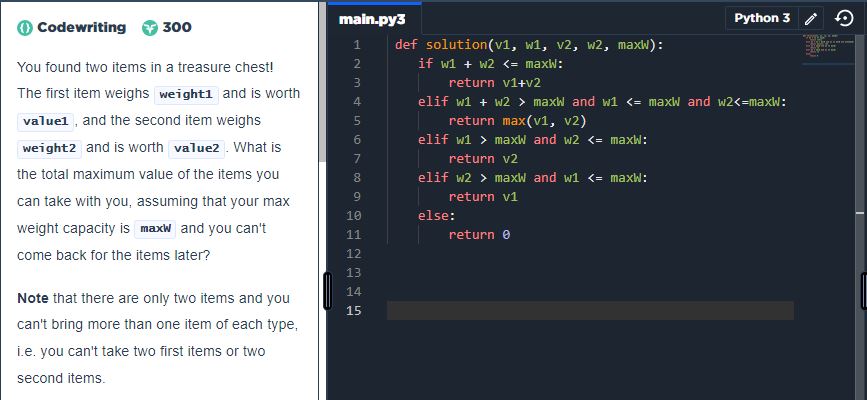 Codewriting 300
You found two items in a treasure chest!
The first item weighs weight1 and is worth
value1 , and the second item weighs
weight2 and is worth value2 . What is
the total maximum value of the items you
can take with you, assuming that your max
weight capacity is maxW and you can't
come back for the items later?
Note that there are only two items and you
can't bring more than one item of each type,
i.e. you can't take two first items or two
second items.
main.py3
Python 3
1 def solution(v1, w1, v2, w2, maxW):
2 if w1 + w2 <= maxW:
3 return v1+v2
4 elif w1 + w2 > maxW and w1 <= maxW and w2<=maxW:
5 return max(v1, v2)
6 elif w1 > maxW and w2 <= maxW:
7 return v2
8 elif w2 > maxW and w1 <= maxW:
9 return v1
10 else:
11 return 0
12
13
14
15